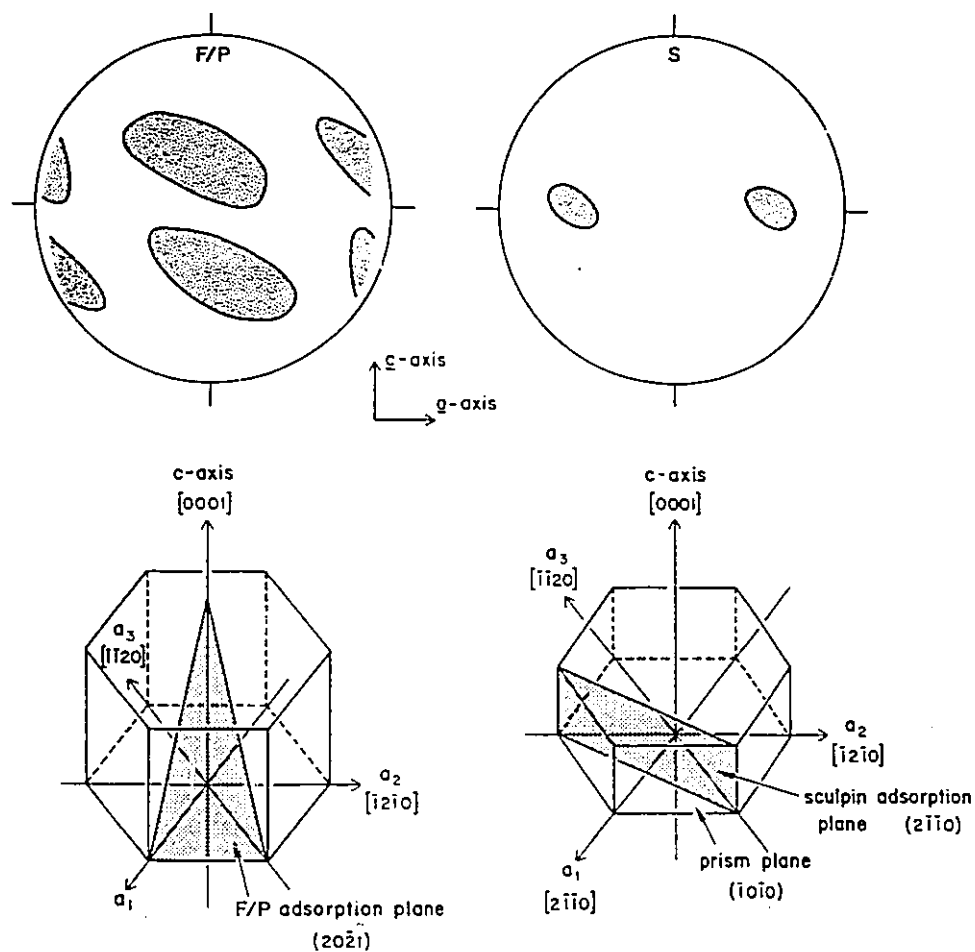 F/P
S
c-axis
a-axis
c-axis
[0001]
a₃
[1̄1̄20]
a₂
[1̄21̄0]
a₁
F/P adsorption plane
(202̄1)
c-axis
[0001]
a₃
[1̄1̄20]
a₂
[1̄21̄0]
sculpin adsorption
plane (21̄1̄0)
prism plane
(1̄01̄0)
a₁
[21̄1̄0]